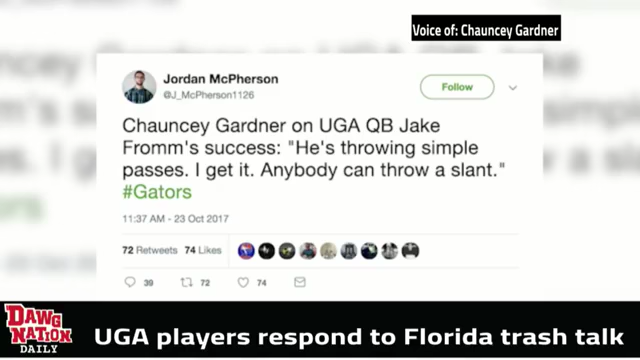 Voice of: Chauncey Gardner
Jordan McPherson
@J_McPherson1126
Follow
Chauncey Gardner on UGA QB Jake
Fromm's success: "He's throwing simple
passes. I get it. Anybody can throw a slant."
#Gators
11:37 AM - 23 Oct 2017
72 Retweets 74 Likes
39 72 74
DAWG
NATION
DAILY
UGA players respond to Florida trash talk